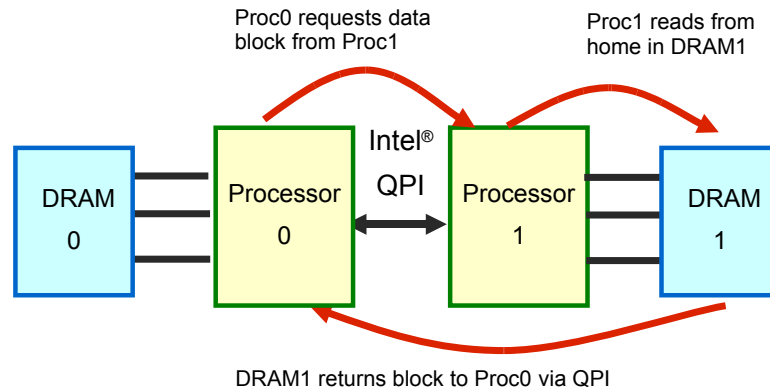 Proc0 requests data
block from Proc1
Proc1 reads from
home in DRAM1
Intel®
QPI
DRAM
0
Processor
0
Processor
1
DRAM
1
DRAM1 returns block to Proc0 via QPI